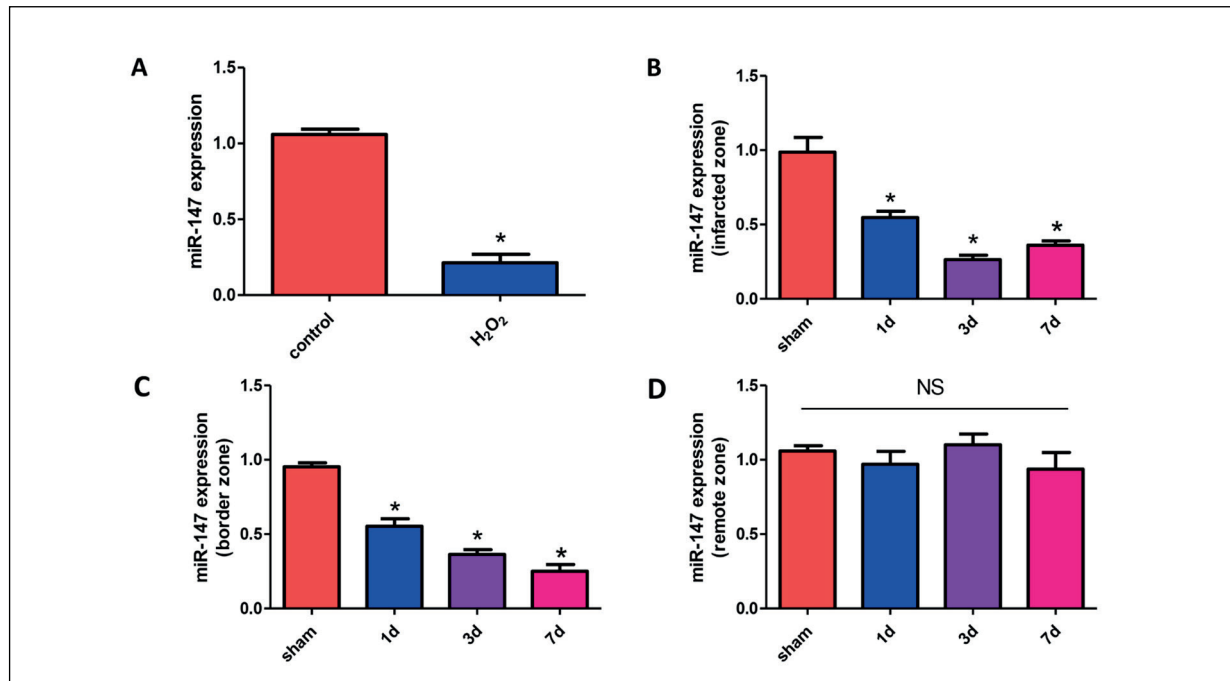 A
miR-147 expression
1.5
1.0
0.5
0.0
*
control
H₂O₂
B
miR-147 expression
(infarcted zone)
1.5
1.0
0.5
0.0
*
*
*
sham
1d
3d
7d
C
miR-147 expression
(border zone)
1.5
1.0
0.5
0.0
*
*
*
sham
1d
3d
7d
D
miR-147 expression
(remote zone)
1.5
1.0
0.5
0.0
NS
sham
1d
3d
7d